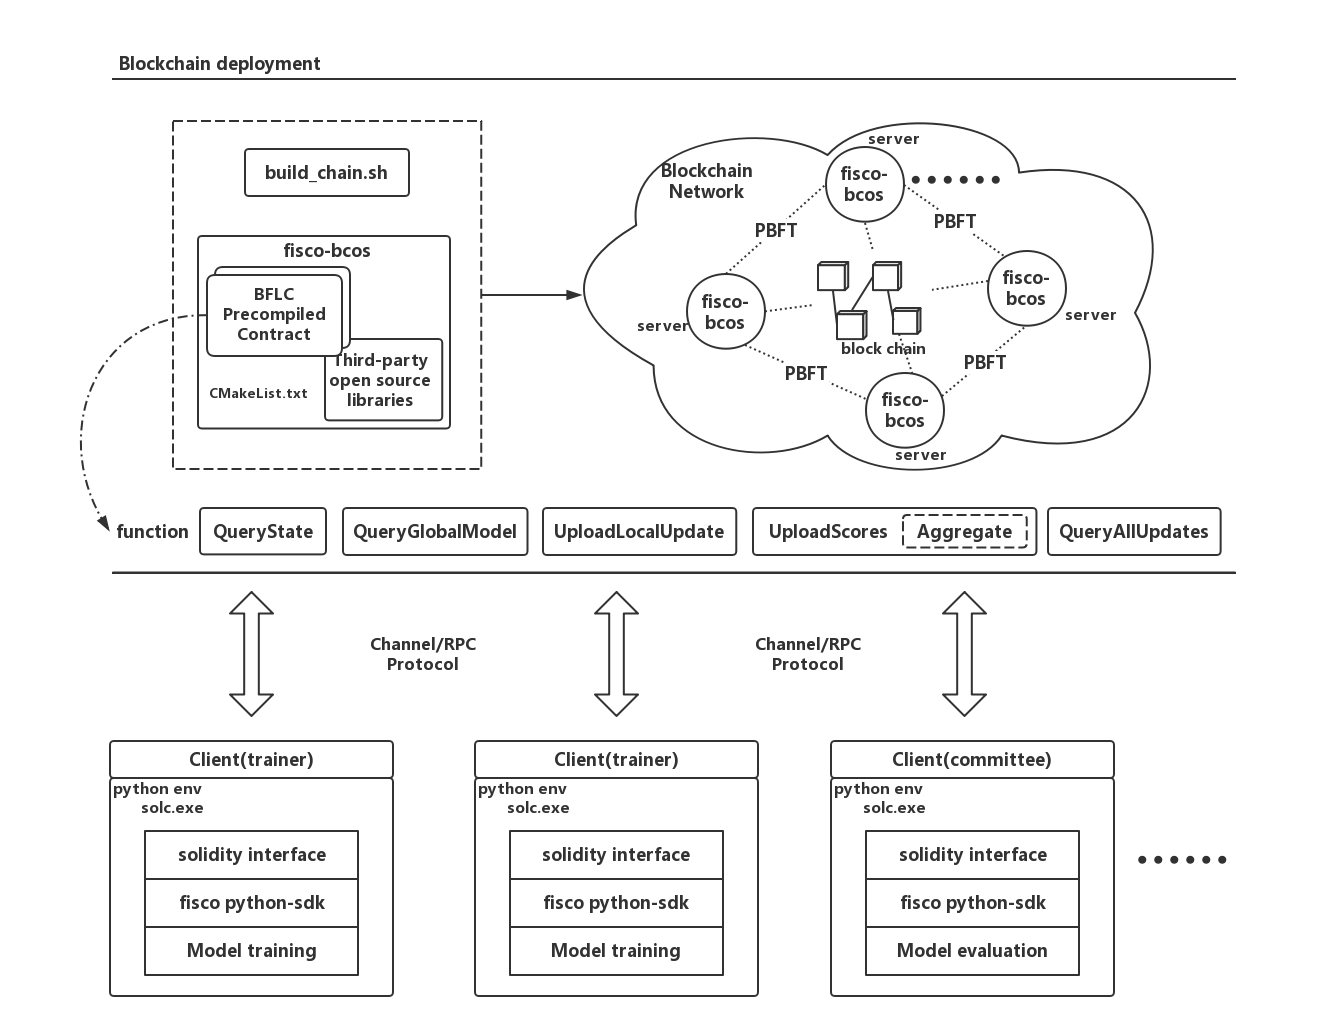 Blockchain deployment
build_chain.sh
fisco-bcos
BFLC
Precompiled
Contract
CMakeList.txt
Third-party
open source
libraries
Blockchain
Network
server
fisco-
bcos
PBFT
PBFT
fisco-
bcos
server
fisco-
bcos
server
block chain
PBFT
PBFT
fisco-
bcos
server
function
QueryState
QueryGlobalModel
UploadLocalUpdate
UploadScores
Aggregate
QueryAllUpdates
Channel/RPC
Protocol
Channel/RPC
Protocol
Client(trainer)
python env
solc.exe
solidity interface
fisco python-sdk
Model training
Client(trainer)
python env
solc.exe
solidity interface
fisco python-sdk
Model training
Client(committee)
python env
solc.exe
solidity interface
fisco python-sdk
Model evaluation